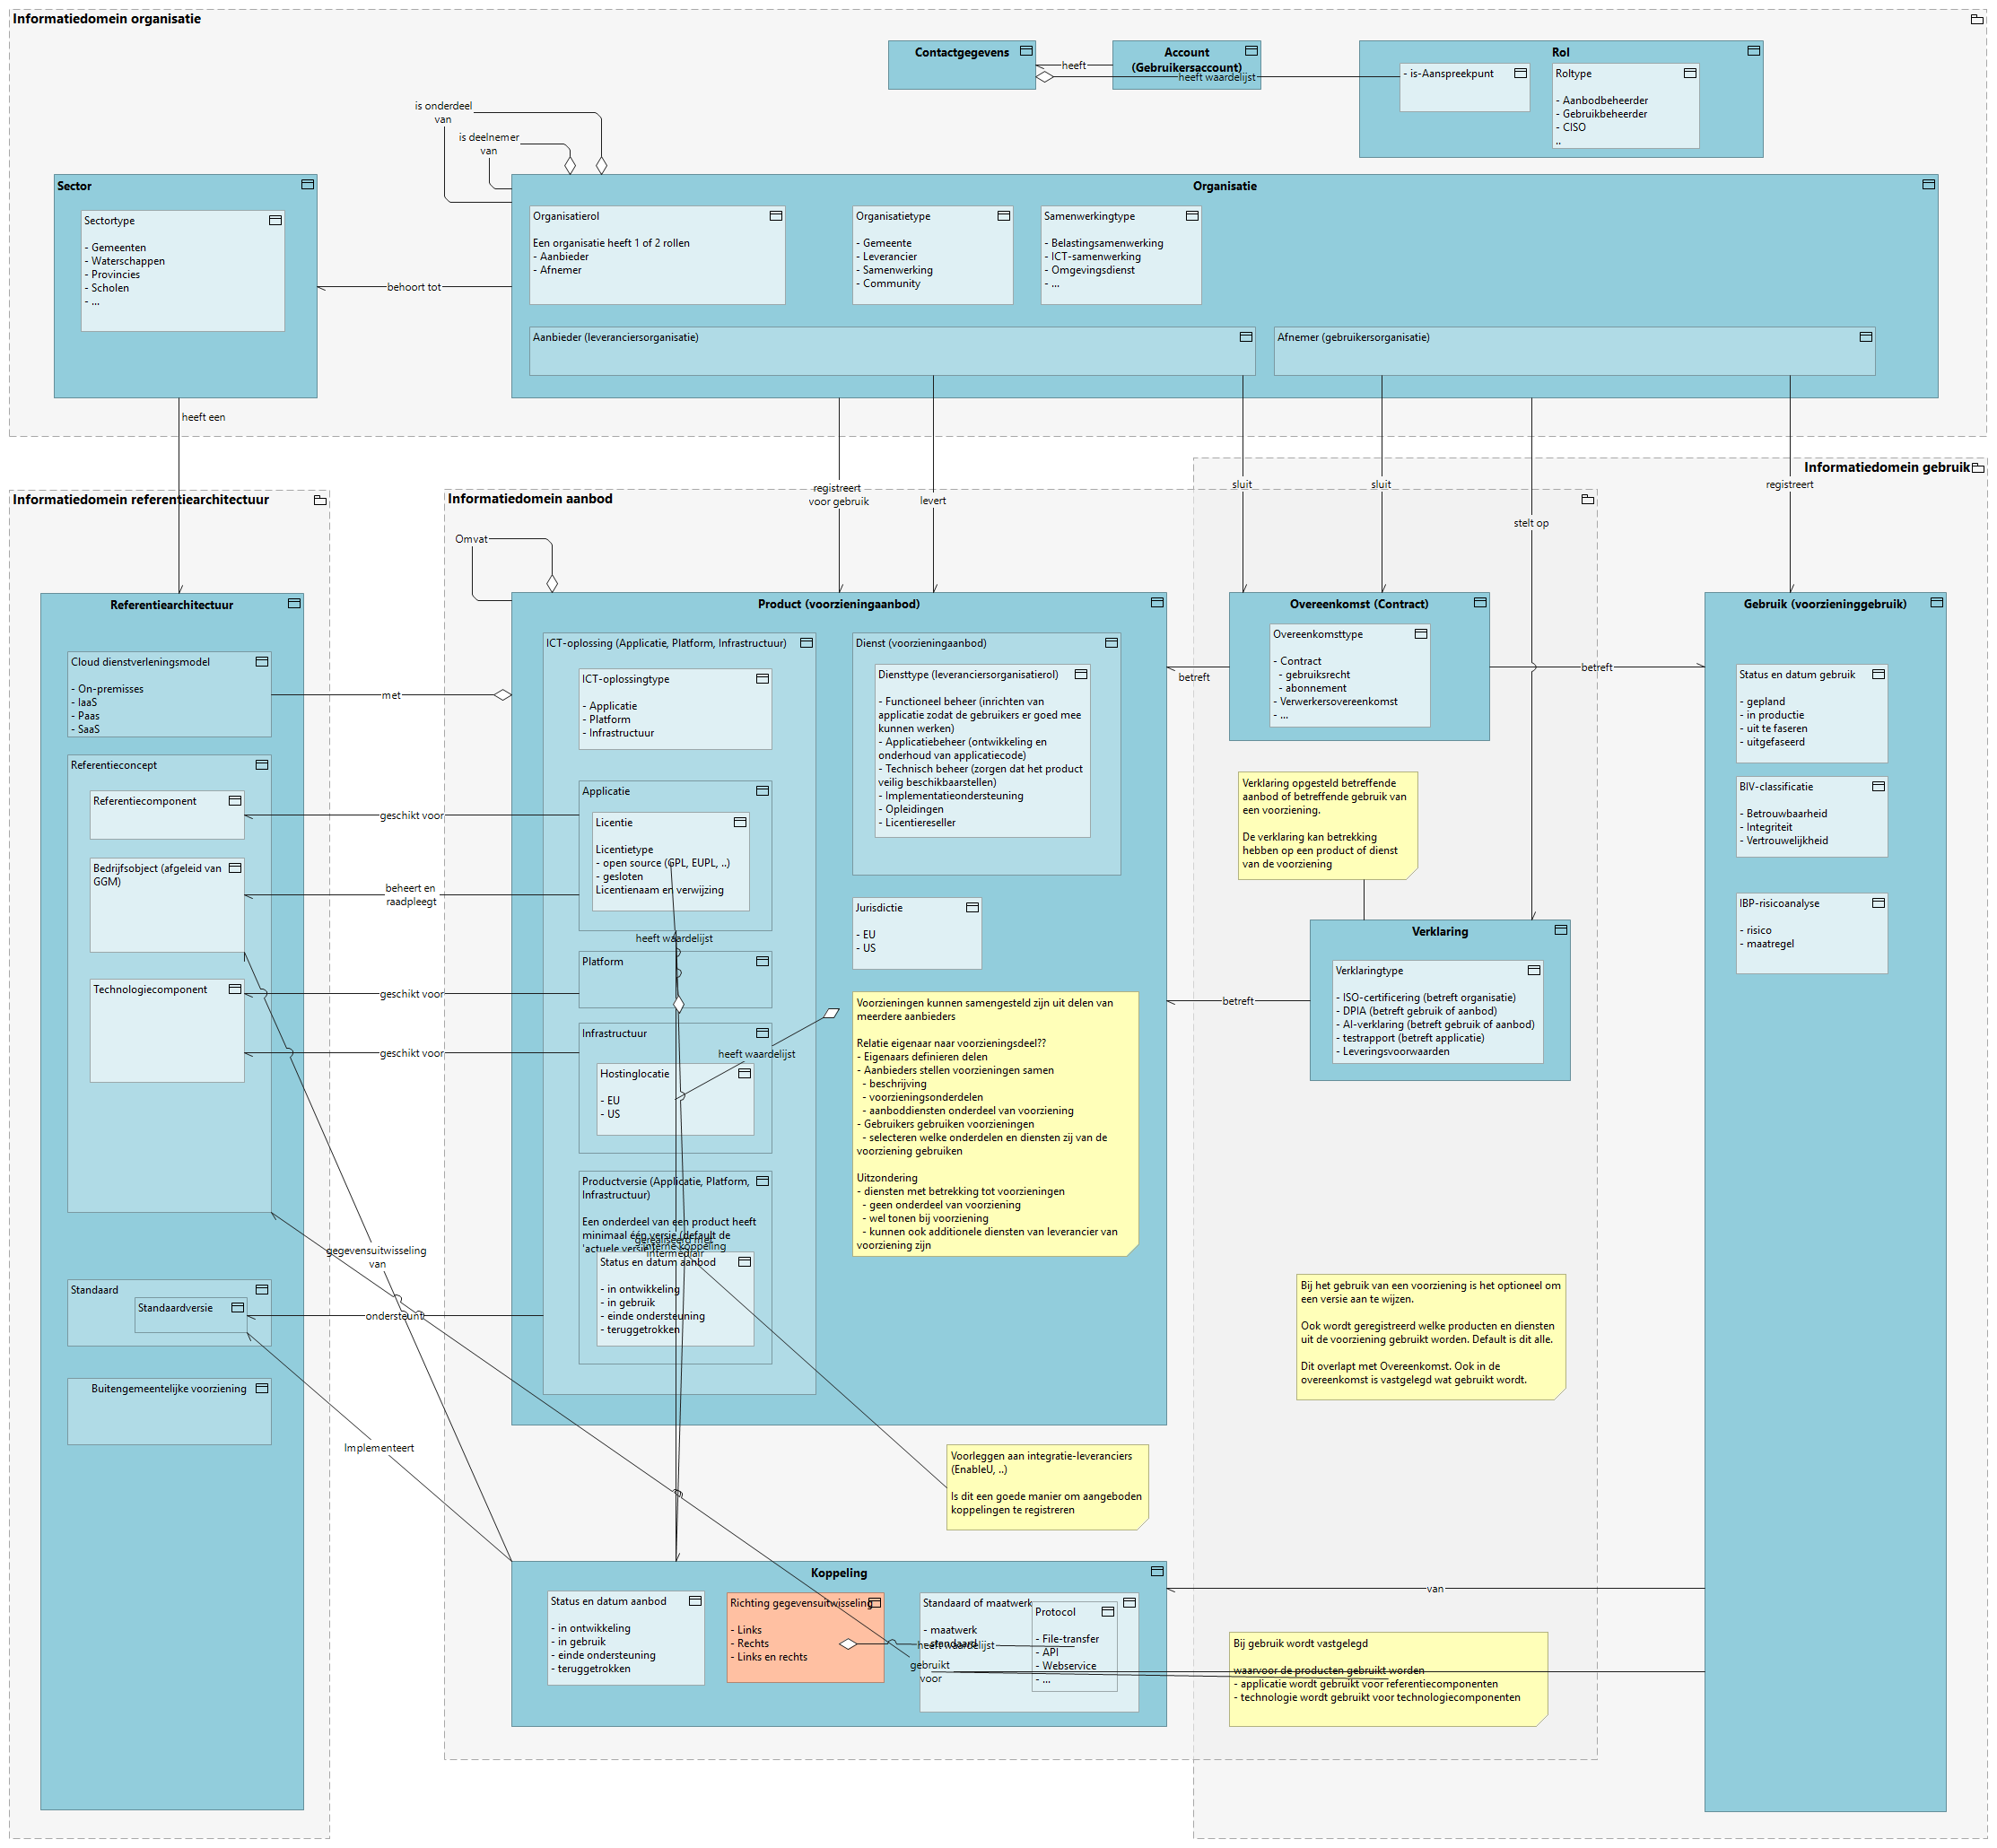 Informatiedomein organisatie
Contactgegevens
heeft
Account
(Gebruikersaccount)
heeft waardelijst
Rol
- is-Aanspreekpunt
Roltype
- Aanbodbeheerder
- Gebruikbeheerder
- CISO
..
is onderdeel
van
is deelnemer
van
Sector
Sectortype
- Gemeenten
- Waterschappen
- Provincies
- Scholen
- ...
behoort tot
Organisatie
Organisatierol
Een organisatie heeft 1 of 2 rollen
- Aanbieder
- Afnemer
Organisatietype
- Gemeente
- Leverancier
- Samenwerking
- Community
Samenwerkingtype
- Belastingsamenwerking
- ICT-samenwerking
- Omgevingsdienst
- ...
Aanbieder (leveranciersorganisatie)
Afnemer (gebruikersorganisatie)
heeft een
registreert
voor gebruik
levert
sluit
sluit
stelt op
registreert
Informatiedomein referentiearchitectuur
Referentiearchitectuur
Cloud dienstverleningsmodel
- On-premisses
- IaaS
- Paas
- SaaS
Referentieconcept
Referentiecomponent
Bedrijfsobject (afgeleid van
GGM)
Technologiecomponent
Standaard
Standaardversie
Buitengemeentelijke voorziening
met
geschikt voor
beheert en
raadpleegt
geschikt voor
geschikt voor
gegevensuitwisseling
van
ondersteunt
Implementeert
Informatiedomein aanbod
Omvat
Product (voorzieningaanbod)
ICT-oplossing (Applicatie, Platform, Infrastructuur)
ICT-oplossingtype
- Applicatie
- Platform
- Infrastructuur
Applicatie
Licentie
Licentietype
- open source (GPL, EUPL, ..)
- gesloten
Licentienaam en verwijzing
heeft waardelijst
Platform
Infrastructuur
heeft waardelijst
Hostinglocatie
- EU
- US
Productversie (Applicatie, Platform,
Infrastructuur)
Een onderdeel van een product heeft
minimaal één versie (default de
'actuele versie'
gerealiseerd met
interne koppeling
intermediair
Status en datum aanbod
- in ontwikkeling
- in gebruik
- einde ondersteuning
- teruggetrokken
Dienst (voorzieningaanbod)
Diensttype (leveranciersorganisatierol)
- Functioneel beheer (inrichten van
applicatie zodat de gebruikers er goed mee
kunnen werken)
- Applicatiebeheer (ontwikkeling en
onderhoud van applicatiecode)
- Technisch beheer (zorgen dat het product
veilig beschikbaarstellen)
- Implementatieondersteuning
- Opleidingen
- Licentiereseller
Jurisdictie
- EU
- US
Voorzieningen kunnen samengesteld zijn uit delen van
meerdere aanbieders
Relatie eigenaar naar voorzieningsdeel??
- Eigenaars definieren delen
- Aanbieders stellen voorzieningen samen
- beschrijving
- voorzieningsonderdelen
- aanboddiensten onderdeel van voorziening
- Gebruikers gebruiken voorzieningen
- selecteren welke onderdelen en diensten zij van de
voorziening gebruiken
Uitzondering
- diensten met betrekking tot voorzieningen
- geen onderdeel van voorziening
- wel tonen bij voorziening
- kunnen ook additionele diensten van leverancier van
voorziening zijn
Voorleggen aan integratie-leveranciers
(EnableU, ..)
Is dit een goede manier om aangeboden
koppelingen te registreren
Koppeling
Status en datum aanbod
- in ontwikkeling
- in gebruik
- einde ondersteuning
- teruggetrokken
Richting gegevensuitwisseling
- Links
- Rechts
- Links en rechts
Standaard of maatwerk
- maatwerk
- standaard
heeft waardelijst
Protocol
- File-transfer
- API
- Webservice
- ...
gebruikt
voor
Informatiedomein gebruik
Overeenkomst (Contract)
Overeenkomsttype
- Contract
- gebruiksrecht
- abonnement
- Verwerkersovereenkomst
- ...
betreft
betreft
Verklaring opgesteld betreffende
aanbod of betreffende gebruik van
een voorziening.
De verklaring kan betrekking
hebben op een product of dienst
van de voorziening
Verklaring
Verklaringtype
- ISO-certificering (betreft organisatie)
- DPIA (betreft gebruik of aanbod)
- AI-verklaring (betreft gebruik of aanbod)
- testrapport (betreft applicatie)
- Leveringsvoorwaarden
betreft
Bij het gebruik van een voorziening is het optioneel om
een versie aan te wijzen.
Ook wordt geregistreerd welke producten en diensten
uit de voorziening gebruikt worden. Default is dit alle.
Dit overlapt met Overeenkomst. Ook in de
overeenkomst is vastgelegd wat gebruikt wordt.
van
Bij gebruik wordt vastgelegd
waarvoor de producten gebruikt worden
- applicatie wordt gebruikt voor referentiecomponenten
- technologie wordt gebruikt voor technologiecomponenten
Gebruik (voorzieninggebruik)
Status en datum gebruik
- gepland
- in productie
- uit te faseren
- uitgefaseerd
BIV-classificatie
- Betrouwbaarheid
- Integriteit
- Vertrouwelijkheid
IBP-risicoanalyse
- risico
- maatregel